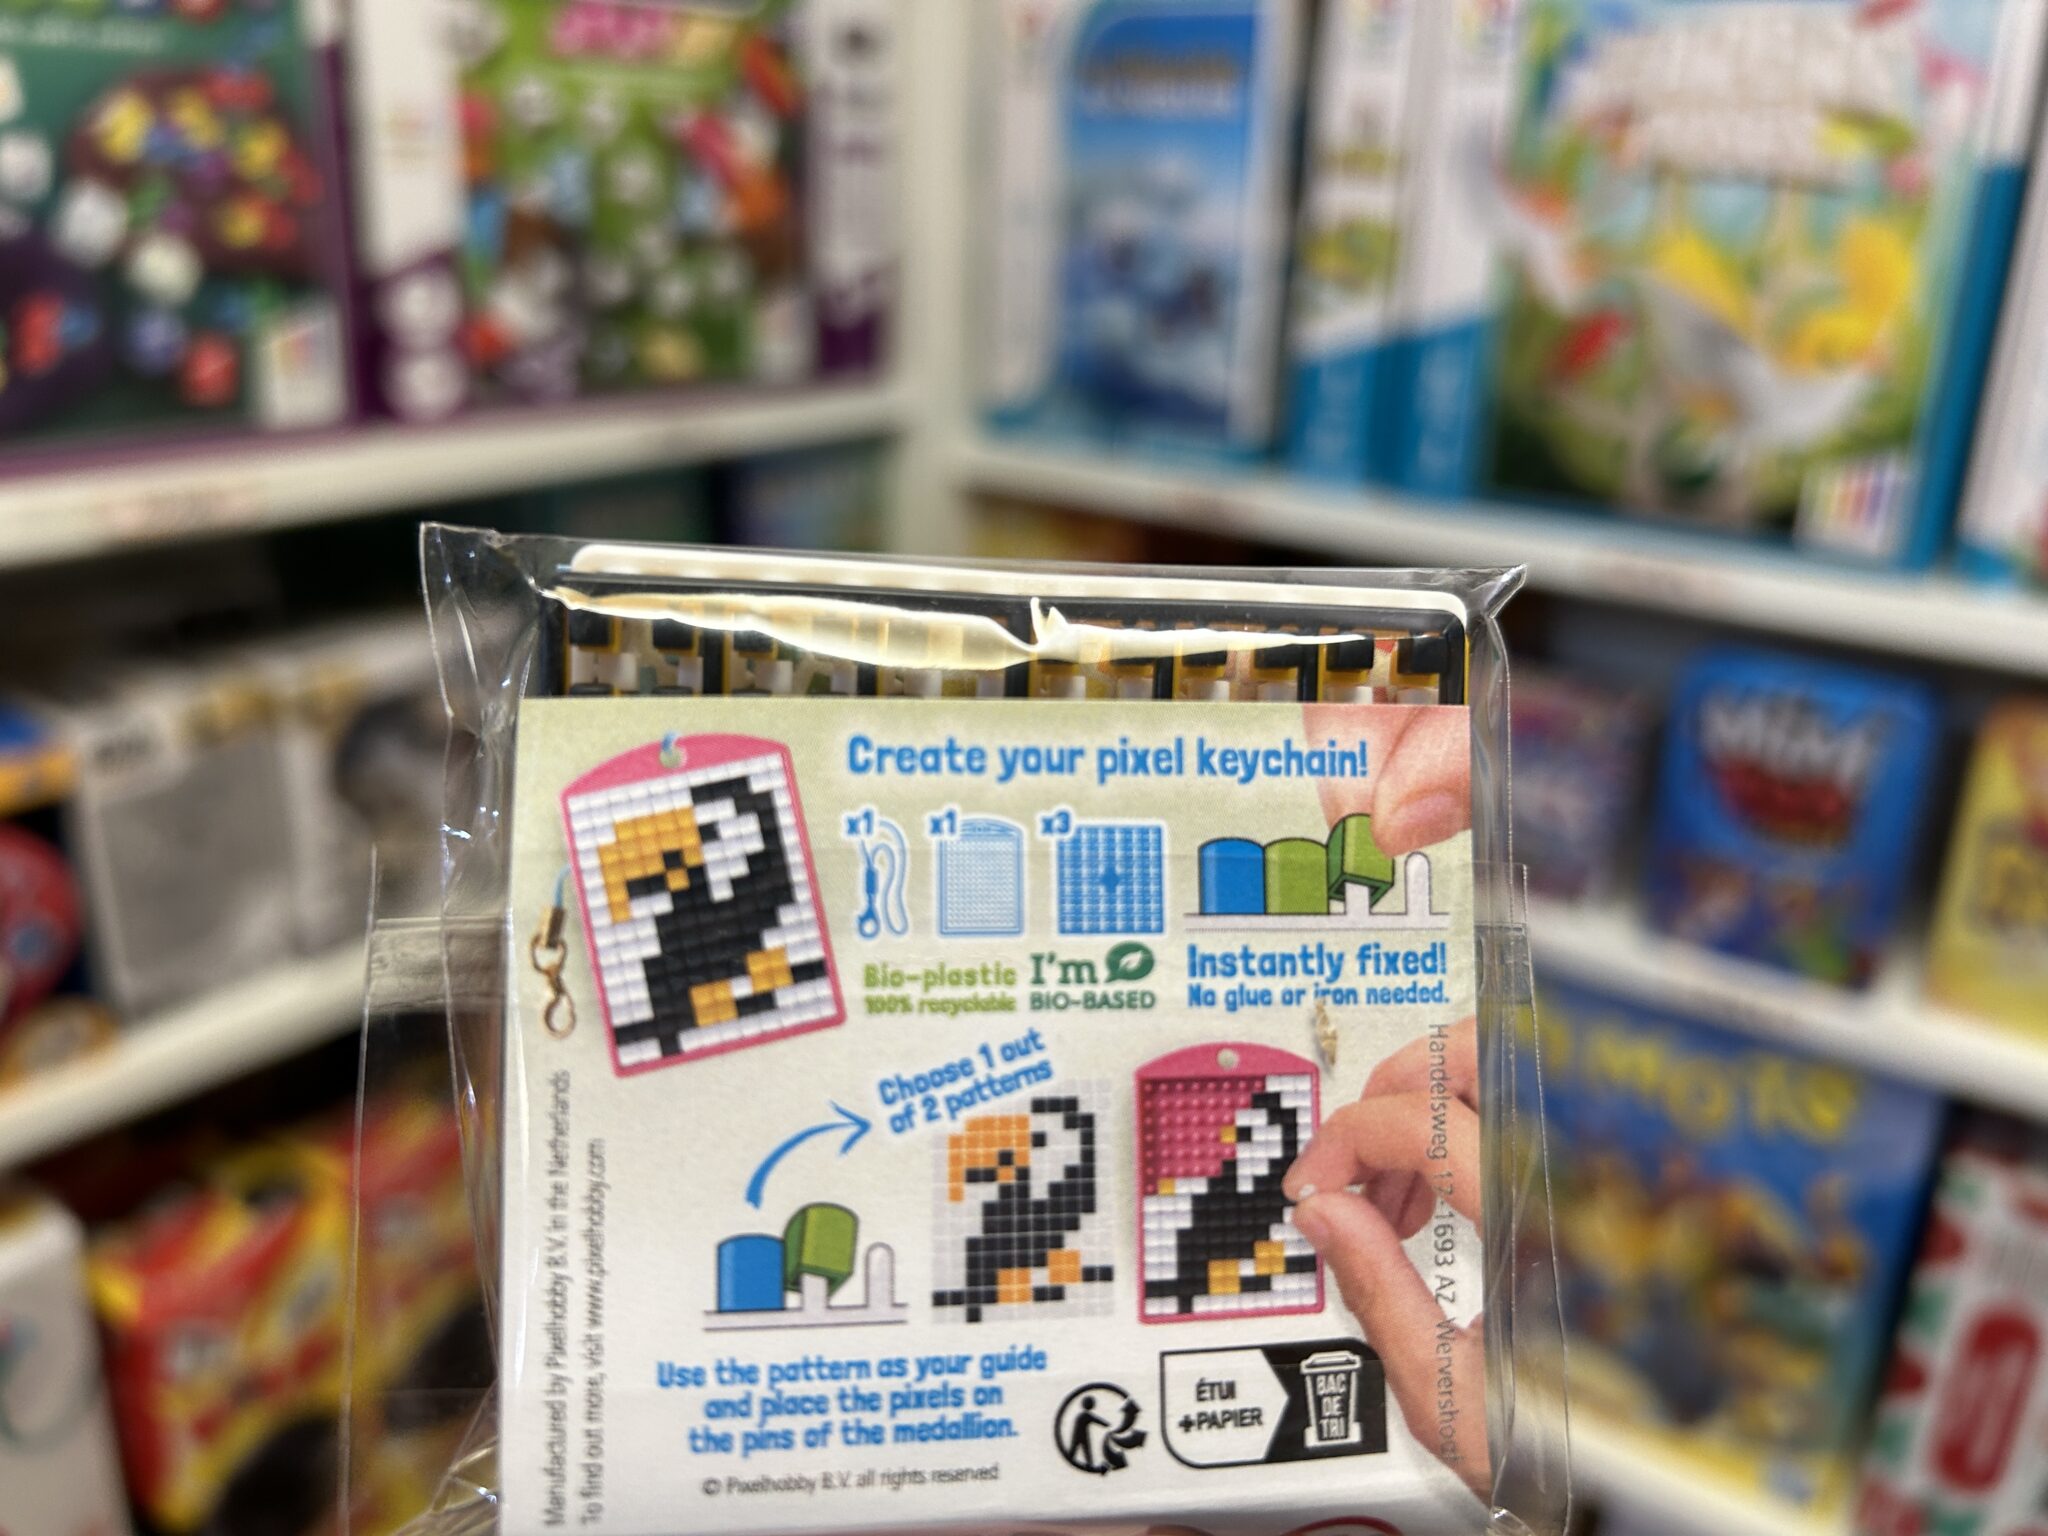 Create your pixel keychain!
x1
x1
x3
Bio-plastic
100% recyclable
I'm
BIO-BASED
Instantly fixed!
No glue or iron needed.
Choose 1 out
of 2 patterns
Use the pattern as your guide
and place the pixels on
the pins of the medallion.
© Pixelhobby B.V. all rights reserved
ÉTUI
+PAPIER
BAC
DE
TRI
Manufactured by Pixelhobby B.V. in the Netherlands
To find out more, visit www.pixelhobby.com
Handelsweg 12-1693 AZ Wervershoof